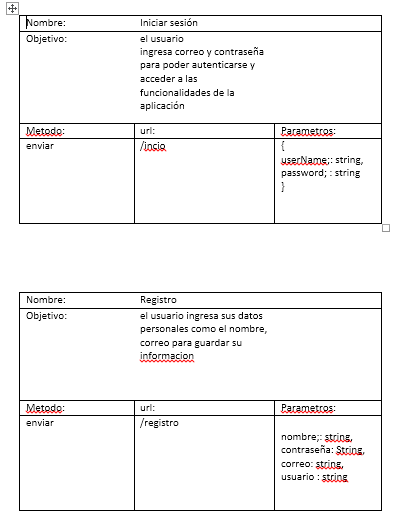 Nombre: Iniciar sesión
Objetivo: el usuario
ingresa correo y contraseña
para poder autenticarse y
acceder a las
funcionalidades de la
aplicación
Metodo: url: Parametros:
enviar /incio {
userName;: string,
password; : string
}
Nombre: Registro
Objetivo: el usuario ingresa sus datos
personales como el nombre,
correo para guardar su
informacion
Metodo: url: Parametros:
enviar /registro
nombre;: string,
contraseña: String,
correo: string,
usuario : string